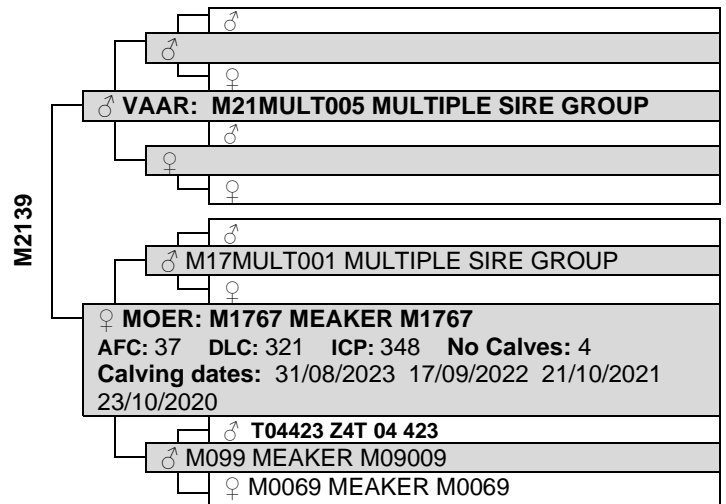 ♂
♂
♀
♂ VAAR: M21MULT005 MULTIPLE SIRE GROUP
♂
♀
♀
M2139
♂
♂ M17MULT001 MULTIPLE SIRE GROUP
♀
♀ MOER: M1767 MEAKER M1767
AFC: 37 DLC: 321 ICP: 348 No Calves: 4
Calving dates: 31/08/2023 17/09/2022 21/10/2021
23/10/2020
♂ T04423 Z4T 04 423
♂ M099 MEAKER M09009
♀ M0069 MEAKER M0069